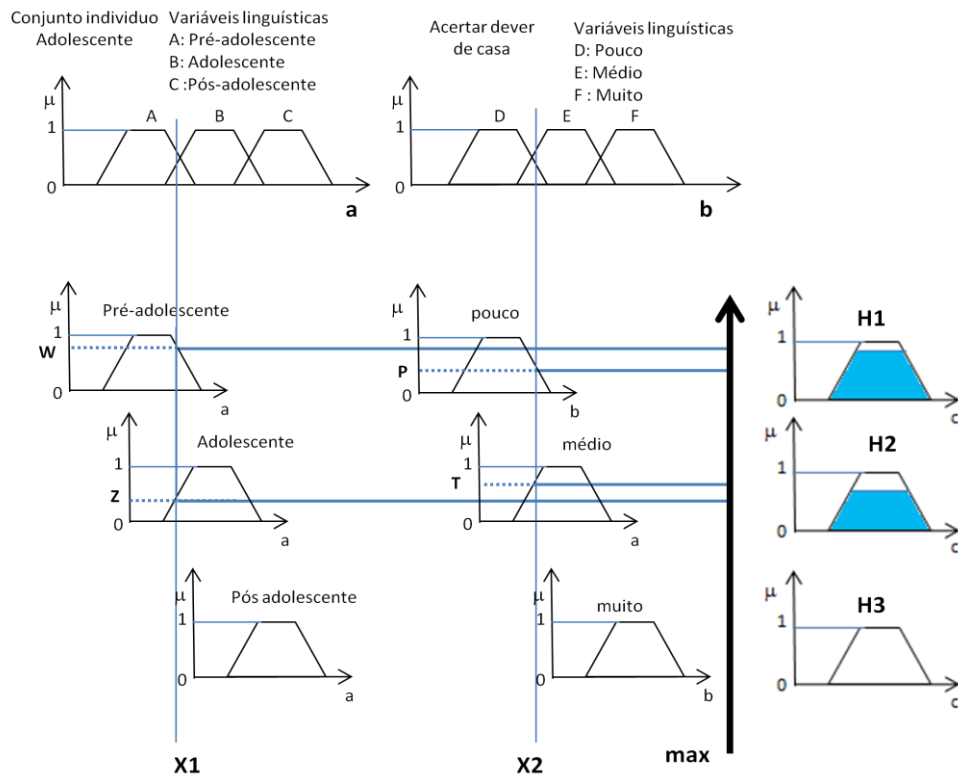 Conjunto individuo
Adolescente
Variáveis linguísticas
A: Pré-adolescente
B: Adolescente
C :Pós-adolescente
Acertar dever
de casa
Variáveis linguísticas
D: Pouco
E: Médio
F : Muito
μ
1
0
A
B
C
a
μ
1
0
D
E
F
b
μ
Pré-adolescente
1
W
0
a
μ
pouco
1
P
0
b
μ
H1
1
0
μ
Adolescente
1
Z
0
a
μ
médio
1
T
0
a
μ
H2
1
0
μ
Pós adolescente
1
0
a
μ
muito
1
0
b
μ
H3
1
0
X1
X2
max